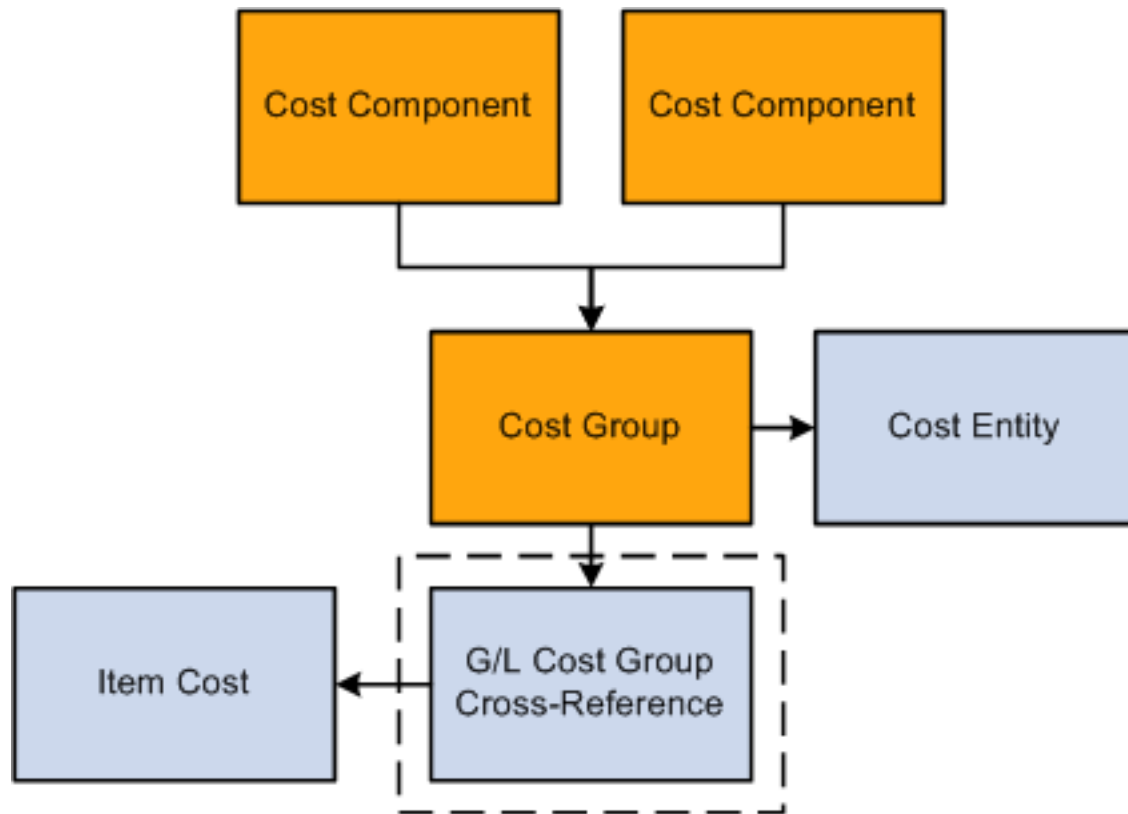 Cost Component
Cost Component
Cost Group
Cost Entity
Item Cost
G/L Cost Group
Cross-Reference